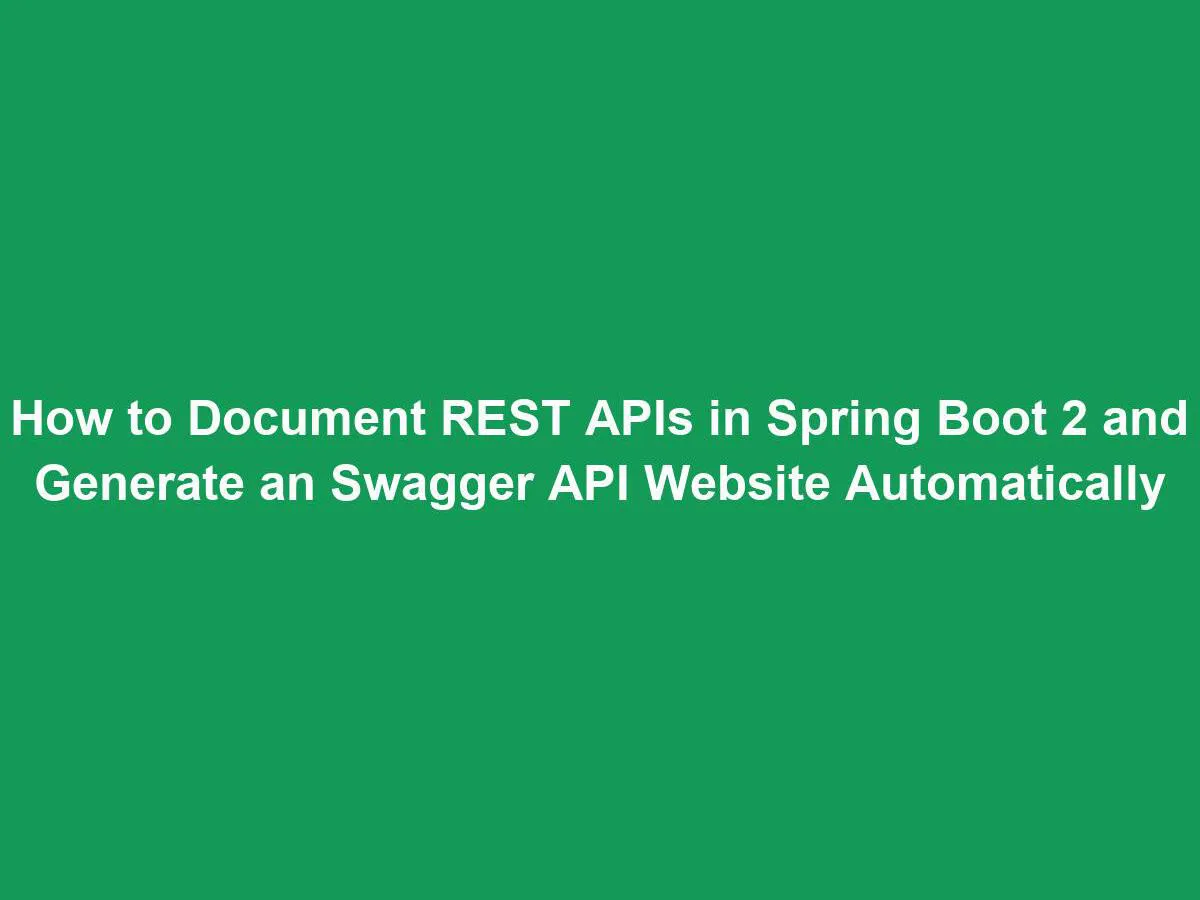 How to Document REST APIs in Spring Boot 2 and
Generate an Swagger API Website Automatically